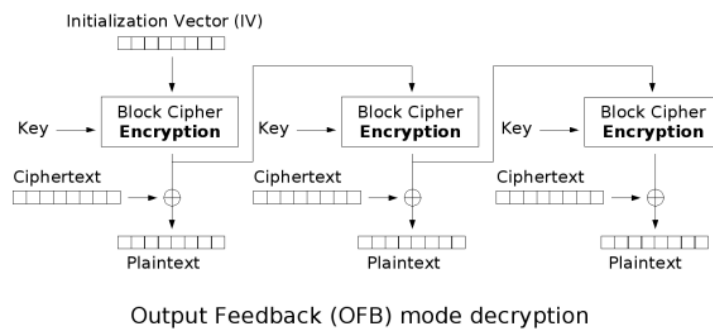 Initialization Vector (IV)
Block Cipher
Encryption
Block Cipher
Encryption
Block Cipher
Encryption
Key
Key
Key
Ciphertext
Ciphertext
Ciphertext
Plaintext
Plaintext
Plaintext
Output Feedback (OFB) mode decryption